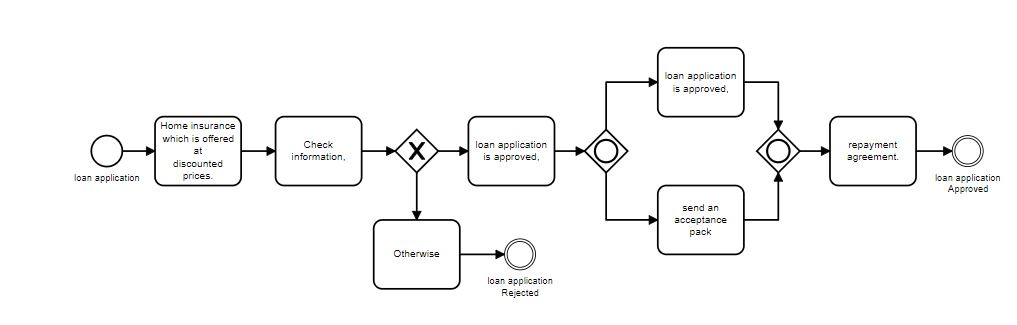 loan application
Home insurance
which is offered
at
discounted
prices.
Check
information,
loan application
is approved,
loan application
is approved,
send an
acceptance
pack
repayment
agreement.
loan application
Approved
Otherwise
loan application
Rejected